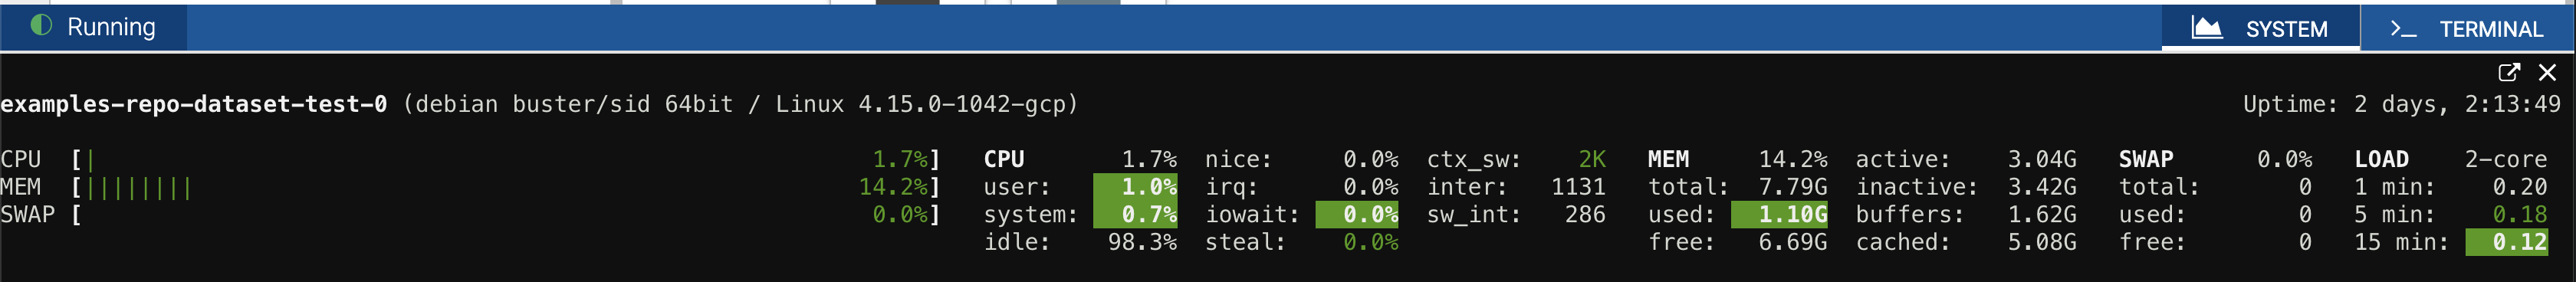 Running SYSTEM >_ TERMINAL
examples-repo-dataset-test-0 (debian buster/sid 64bit / Linux 4.15.0-1042-gcp) Uptime: 2 days, 2:13:49
CPU [| 1.7%] CPU 1.7% nice: 0.0% ctx_sw: 2K MEM 14.2% active: 3.04G SWAP 0.0% LOAD 2-core
MEM [|||||||| 14.2%] user: 1.0% irq: 0.0% inter: 1131 total: 7.79G inactive: 3.42G total: 0 1 min: 0.20
SWAP [ 0.0%] system: 0.7% iowait: 0.0% sw_int: 286 used: 1.10G buffers: 1.62G used: 0 5 min: 0.18
idle: 98.3% steal: 0.0% free: 6.69G cached: 5.08G free: 0 15 min: 0.12